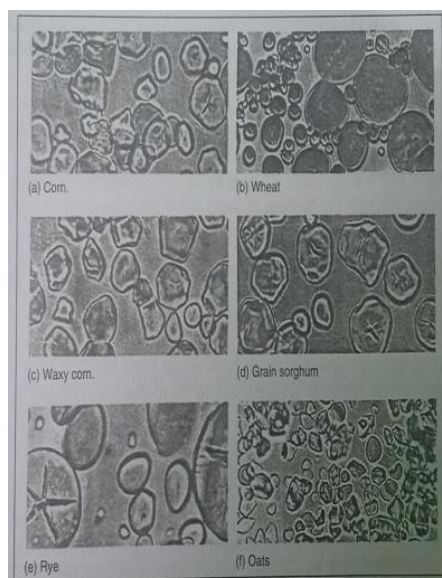 (a) Corn.
(b) Wheat
(c) Waxy corn.
(d) Grain sorghum
(e) Rye
(f) Oats